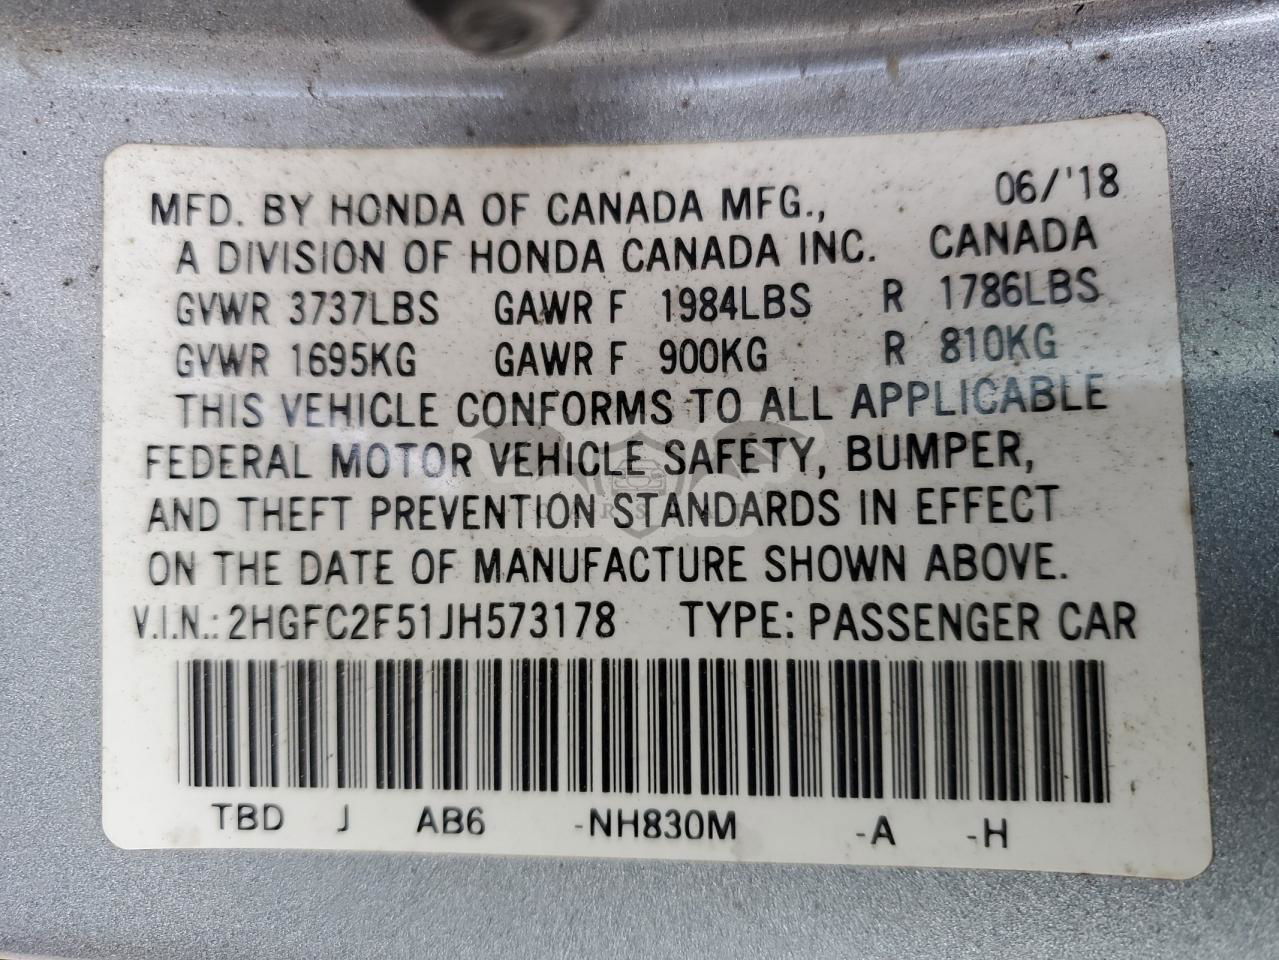 MFD. BY HONDA OF CANADA MFG., 06/'18
A DIVISION OF HONDA CANADA INC. CANADA
GVWR 3737LBS GAWR F 1984LBS R 1786LBS
GVWR 1695KG GAWR F 900KG R 810KG
THIS VEHICLE CONFORMS TO ALL APPLICABLE
FEDERAL MOTOR VEHICLE SAFETY, BUMPER,
AND THEFT PREVENTION STANDARDS IN EFFECT
ON THE DATE OF MANUFACTURE SHOWN ABOVE.
V.I.N.: 2HGFC2F51JH573178 TYPE: PASSENGER CAR
TBD J AB6 -NH830M -A -H